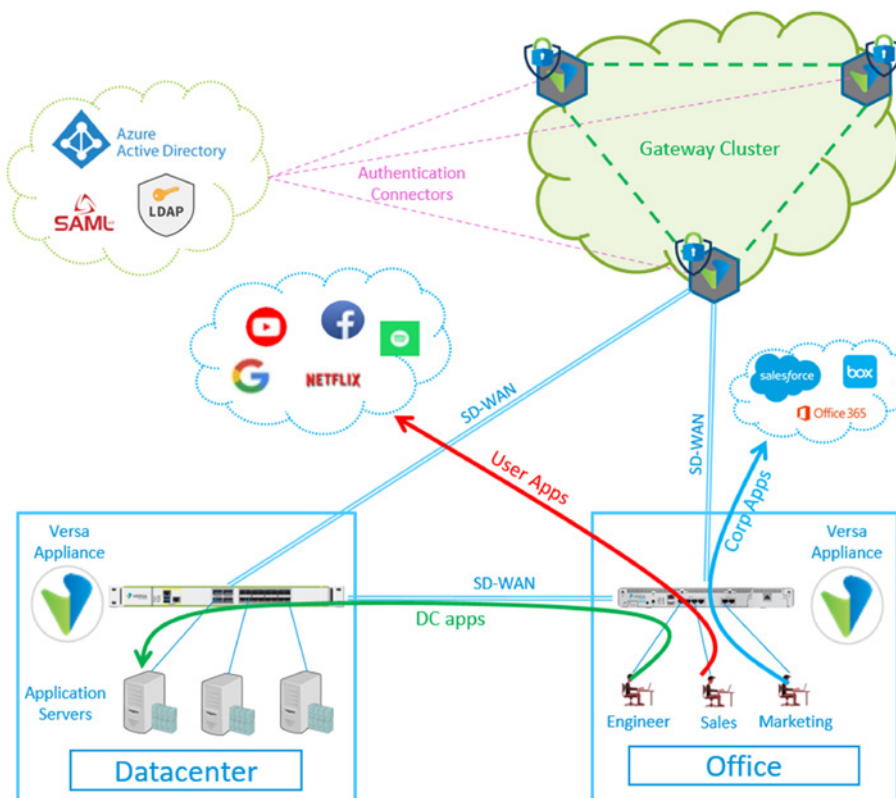 Azure
Active Directory
SAML
LDAP
Authentication
Connectors
Gateway Cluster
NETFLIX
salesforce
box
Office 365
SD-WAN
SD-WAN
User Apps
Corp Apps
Versa
Appliance
SD-WAN
DC apps
Versa
Appliance
Application
Servers
Engineer
Sales
Marketing
Datacenter
Office